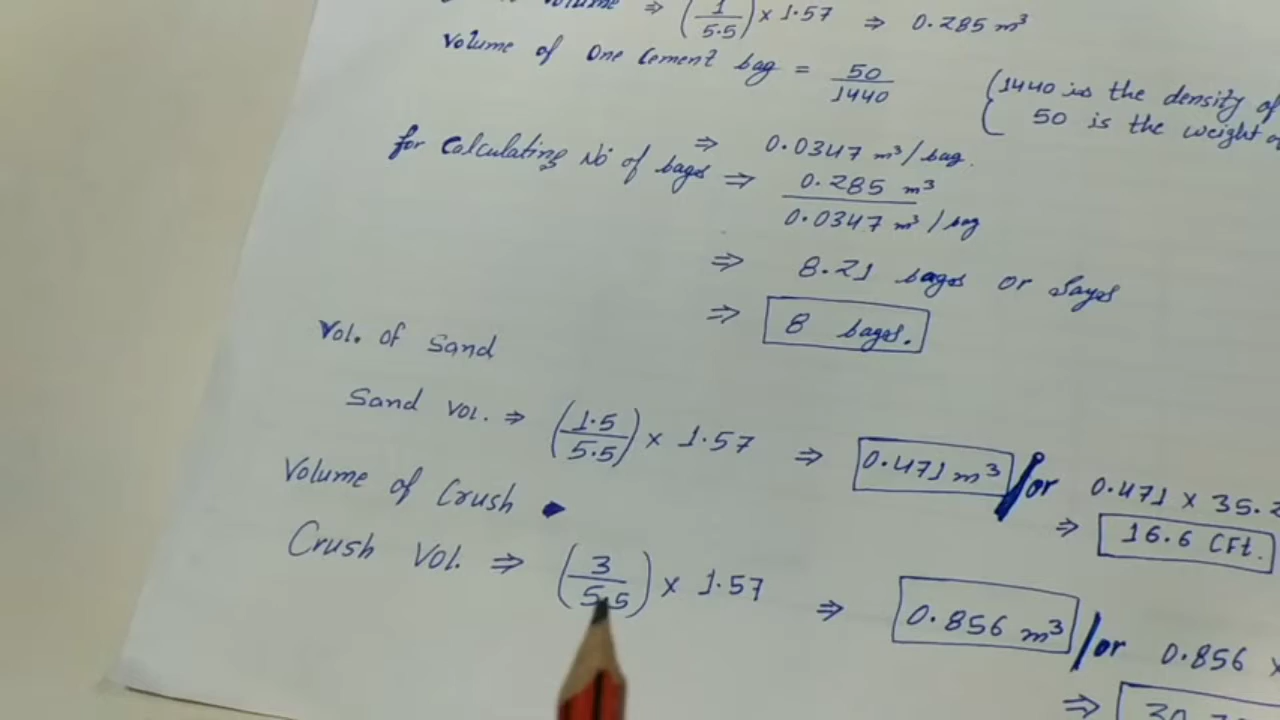 Volume ⇒ (1/5.5) × 1.57 ⇒ 0.285 m³
Volume of One Cement bag = 50/1440 (1440 is the density of
50 is the weight o
⇒ 0.0347 m³/bag.
for Calculating No of bags ⇒ 0.285 m³ / 0.0347 m³/bag
⇒ 8.21 bags or Says
⇒ 8 bags.
Vol. of Sand
Sand Vol. ⇒ (1.5/5.5) × 1.57 ⇒ 0.471 m³ / or 0.471 × 35.
⇒ 16.6 CFt.
Volume of Crush
Crush Vol. ⇒ (3/5.5) × 1.57 ⇒ 0.856 m³ / or 0.856 ×
⇒ 30.